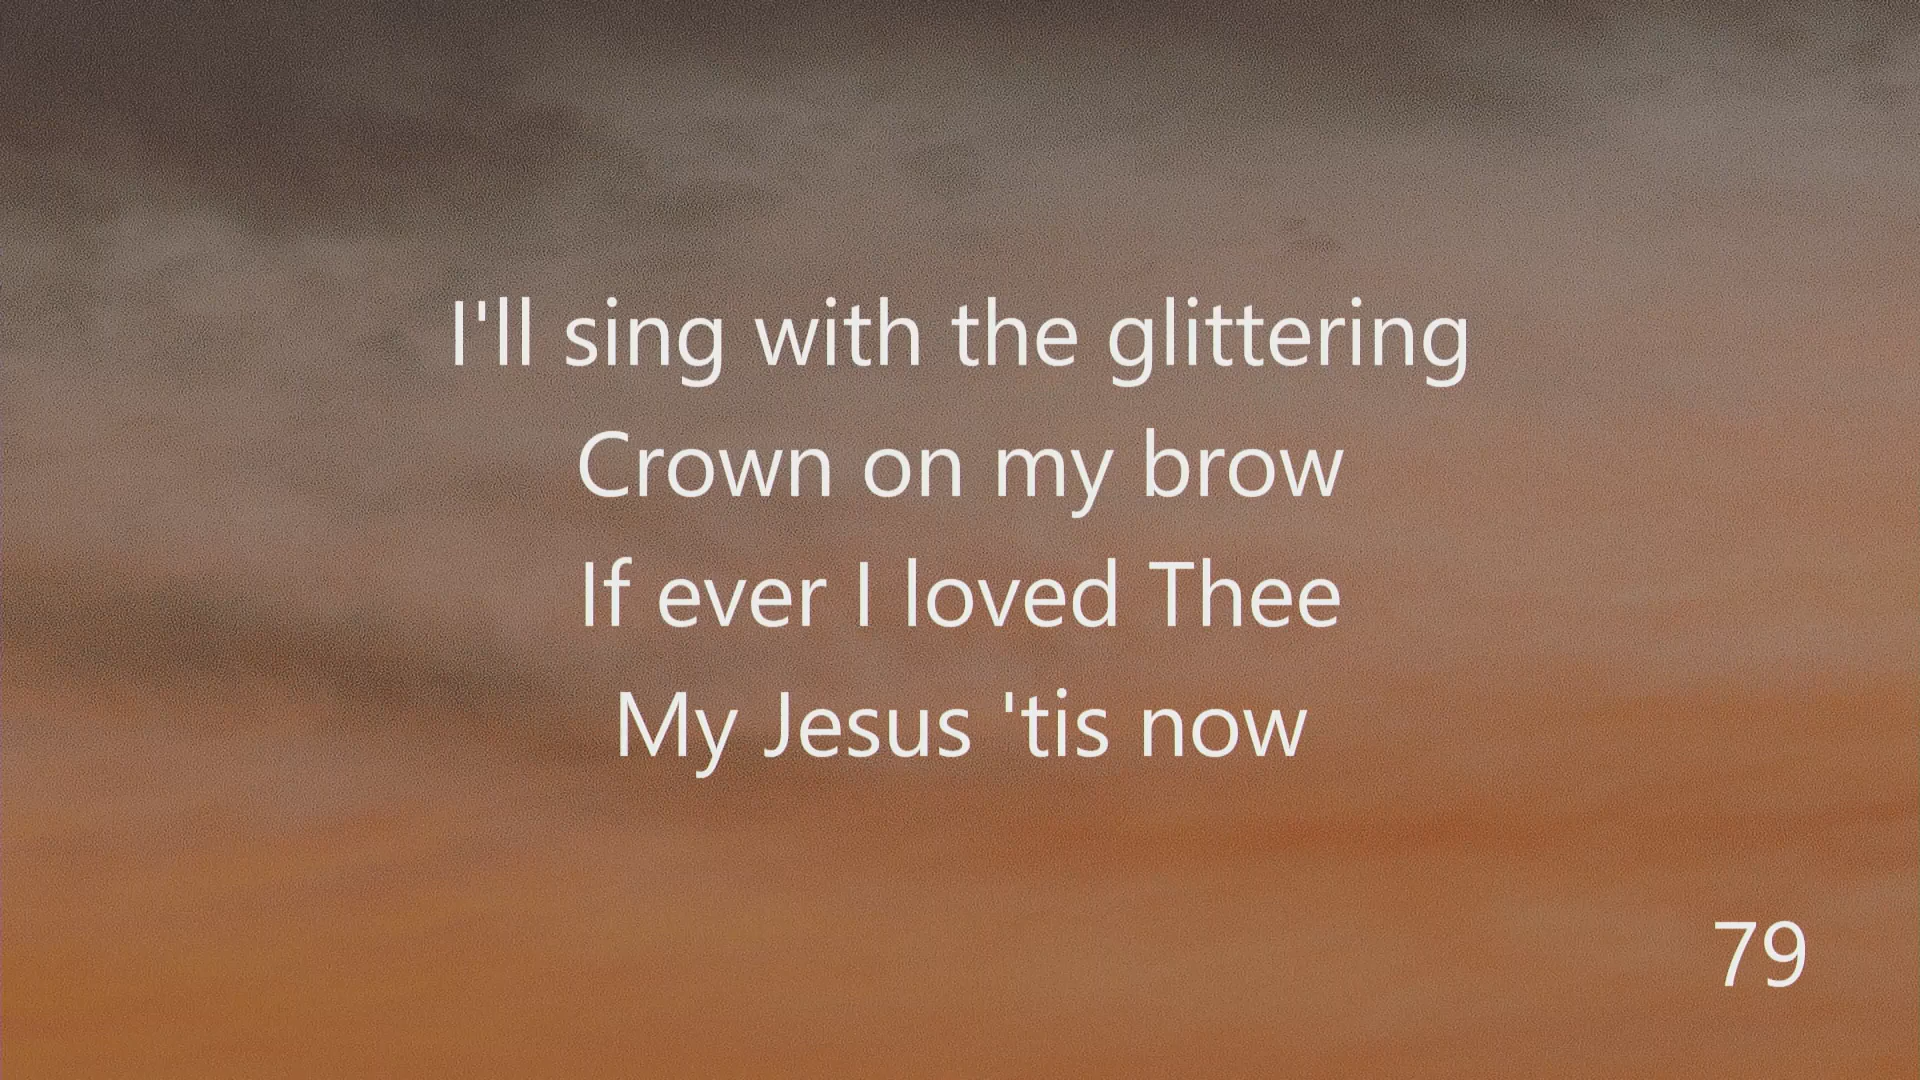 I'll sing with the glittering
Crown on my brow
If ever I loved Thee
My Jesus 'tis now
79